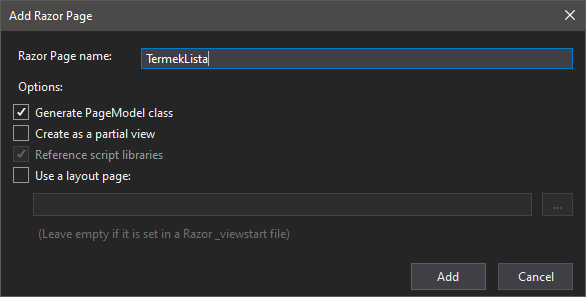 Add Razor Page
Razor Page name: TermekLista
Options:
Generate PageModel class
Create as a partial view
Reference script libraries
Use a layout page:
...
(Leave empty if it is set in a Razor _viewstart file)
Add Cancel